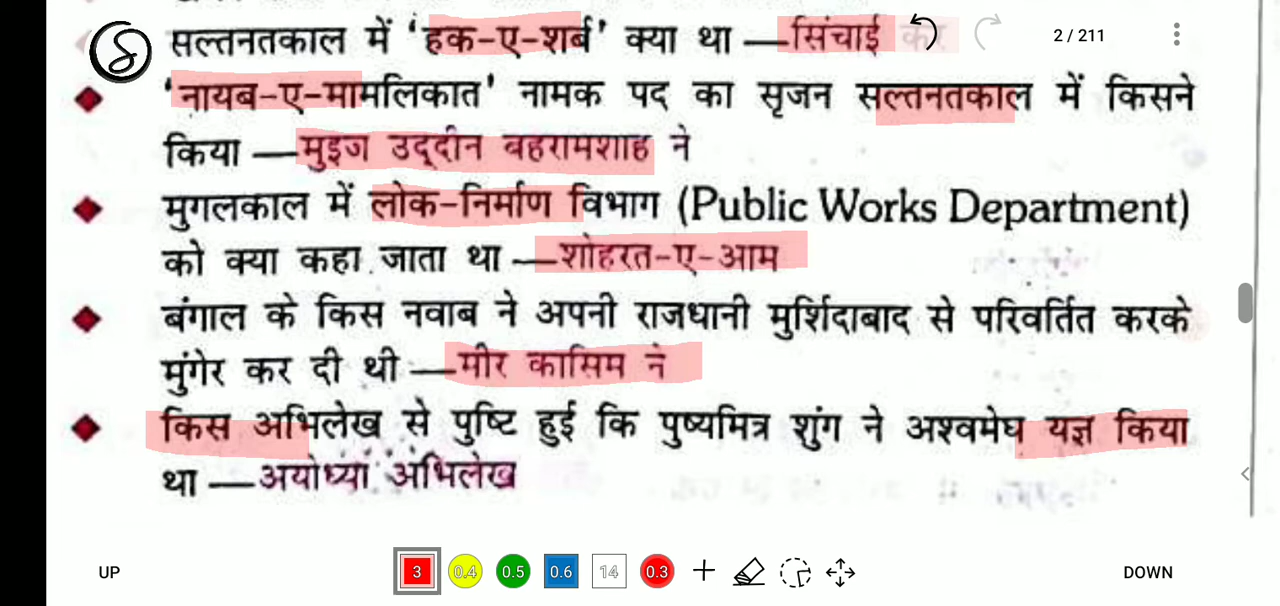 8 सल्तनतकाल में ‘हक-ए-शर्ब’ क्या था —सिंचाई कर
2 / 211
‘नायब-ए-मामलिकात’ नामक पद का सृजन सल्तनतकाल में किसने
किया —मुइज उद्दीन बहरामशाह ने
मुगलकाल में लोक-निर्माण विभाग (Public Works Department)
को क्या कहा जाता था —शोहरत-ए-आम
बंगाल के किस नवाब ने अपनी राजधानी मुर्शिदाबाद से परिवर्तित करके
मुंगेर कर दी थी —मीर कासिम ने
किस अभिलेख से पुष्टि हुई कि पुष्यमित्र शुंग ने अश्वमेघ यज्ञ किया
था —अयोध्या अभिलेख
UP 3 0.4 0.5 0.6 14 0.3 DOWN